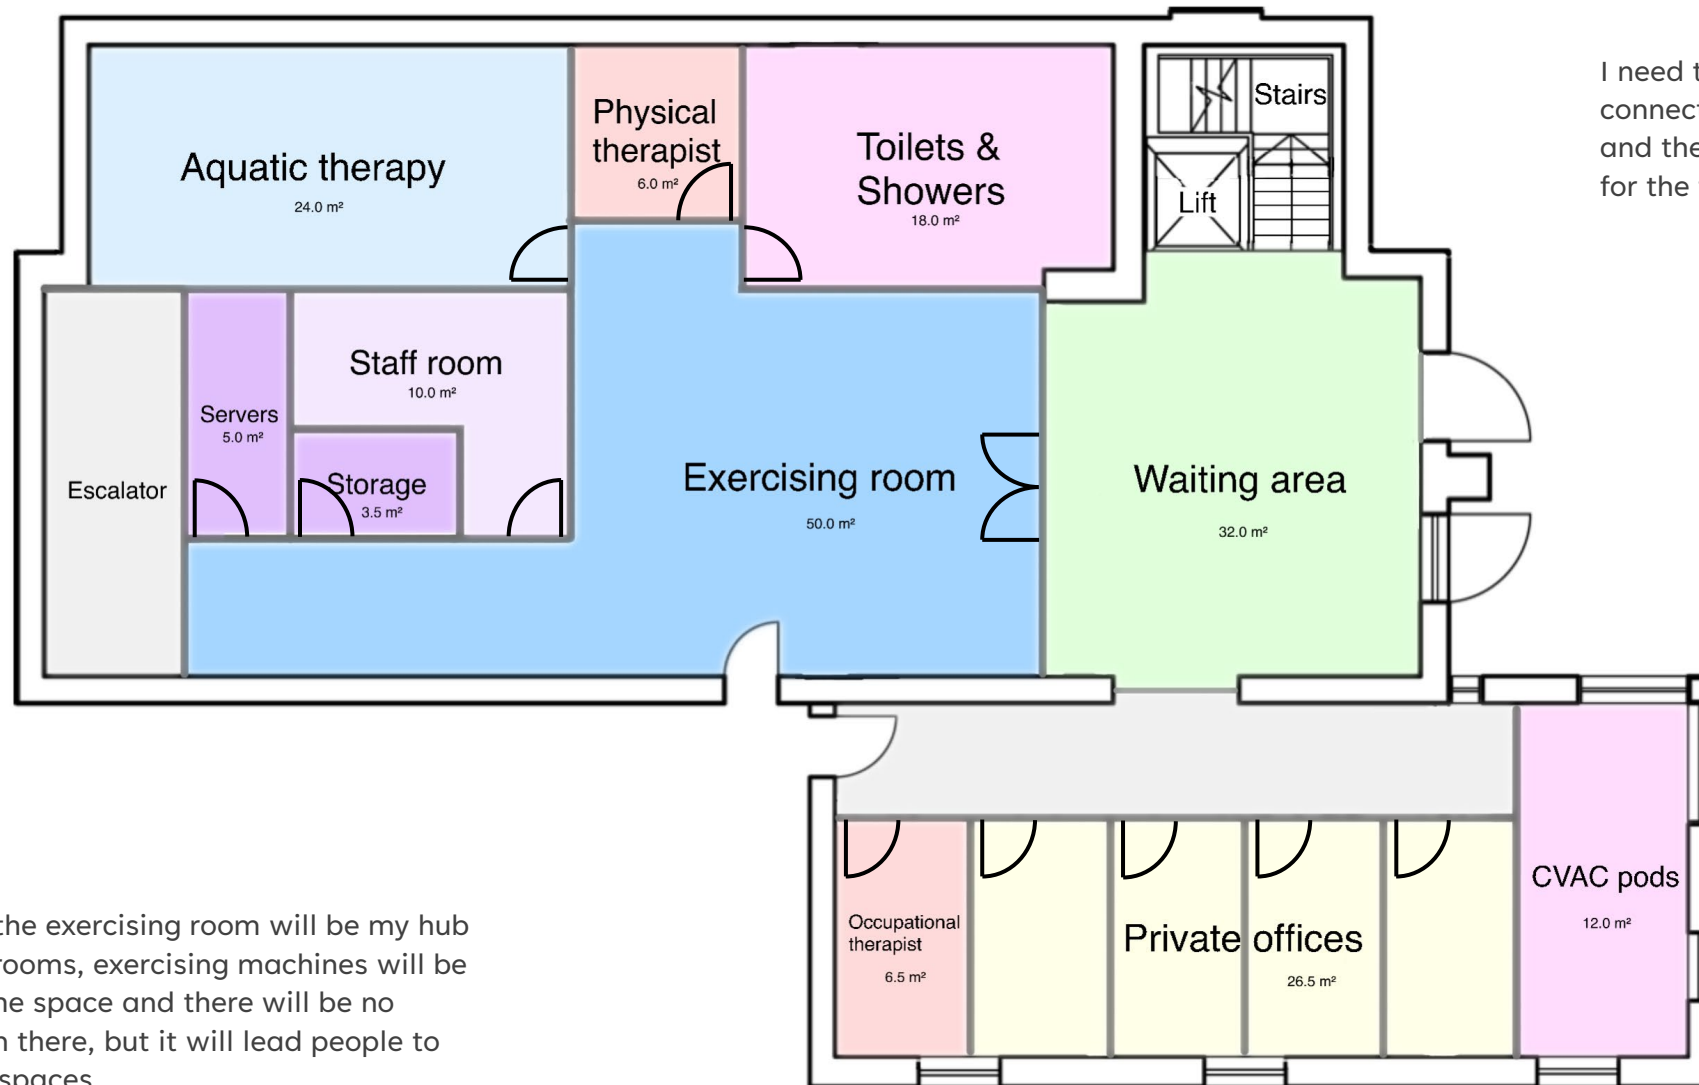 I need t
connect
and the
for the
Stairs
Physical
therapist
6.0 m²
Toilets &
Showers
18.0 m²
Aquatic therapy
24.0 m²
Lift
Staff room
10.0 m²
Servers
5.0 m²
Storage
3.5 m²
Escalator
Exercising room
50.0 m²
Waiting area
32.0 m²
CVAC pods
12.0 m²
Occupational
therapist
6.5 m²
Private offices
26.5 m²
the exercising room will be my hub
rooms, exercising machines will be
ne space and there will be no
n there, but it will lead people to
spaces